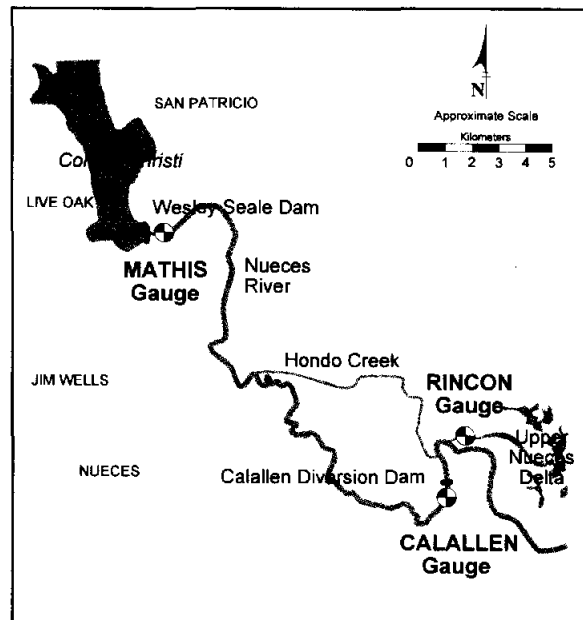 SAN PATRICIO
N
Approximate Scale
Kilometers
0 1 2 3 4 5
LIVE OAK
Wesley Seale Dam
MATHIS
Gauge
Nueces
River
Hondo Creek
JIM WELLS
RINCON
Gauge
Upper
Nueces
Delta
NUECES
Calallen Diversion Dam
CALALLEN
Gauge